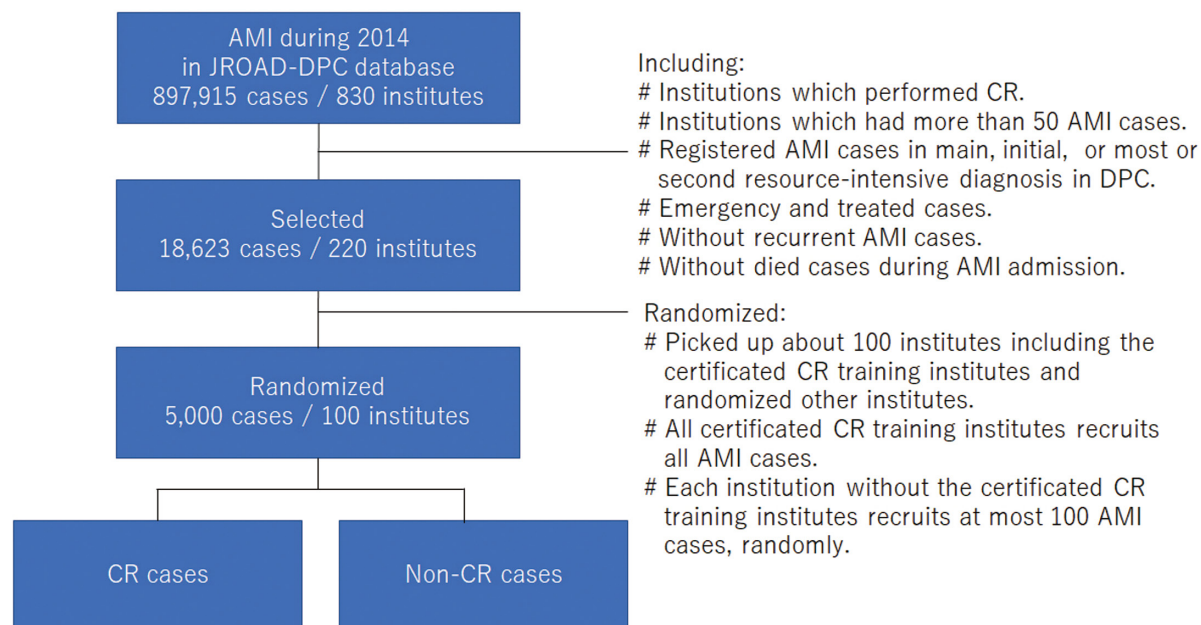 AMI during 2014
in JROAD-DPC database
897,915 cases / 830 institutes
Including:
# Institutions which performed CR.
# Institutions which had more than 50 AMI cases.
# Registered AMI cases in main, initial, or most or
second resource-intensive diagnosis in DPC.
# Emergency and treated cases.
# Without recurrent AMI cases.
# Without died cases during AMI admission.
Selected
18,623 cases / 220 institutes
Randomized:
# Picked up about 100 institutes including the
certificated CR training institutes and
randomized other institutes.
# All certificated CR training institutes recruits
all AMI cases.
# Each institution without the certificated CR
training institutes recruits at most 100 AMI
cases, randomly.
Randomized
5,000 cases / 100 institutes
CR cases
Non-CR cases